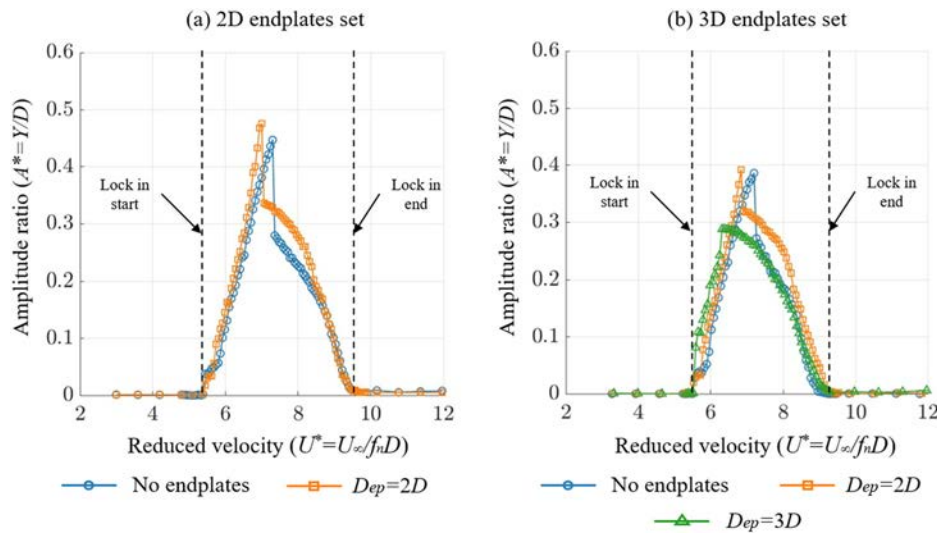 (a) 2D endplates set
Amplitude ratio (A*=Y/D)
0.6
0.5
0.4
0.3
0.2
0.1
0
Lock in
start
Lock in
end
2 4 6 8 10 12
Reduced velocity (U*=U∞/fnD)
No endplates
Dep=2D
(b) 3D endplates set
Amplitude ratio (A*=Y/D)
0.6
0.5
0.4
0.3
0.2
0.1
0
Lock in
start
Lock in
end
2 4 6 8 10 12
Reduced velocity (U*=U∞/fnD)
No endplates
Dep=2D
Dep=3D